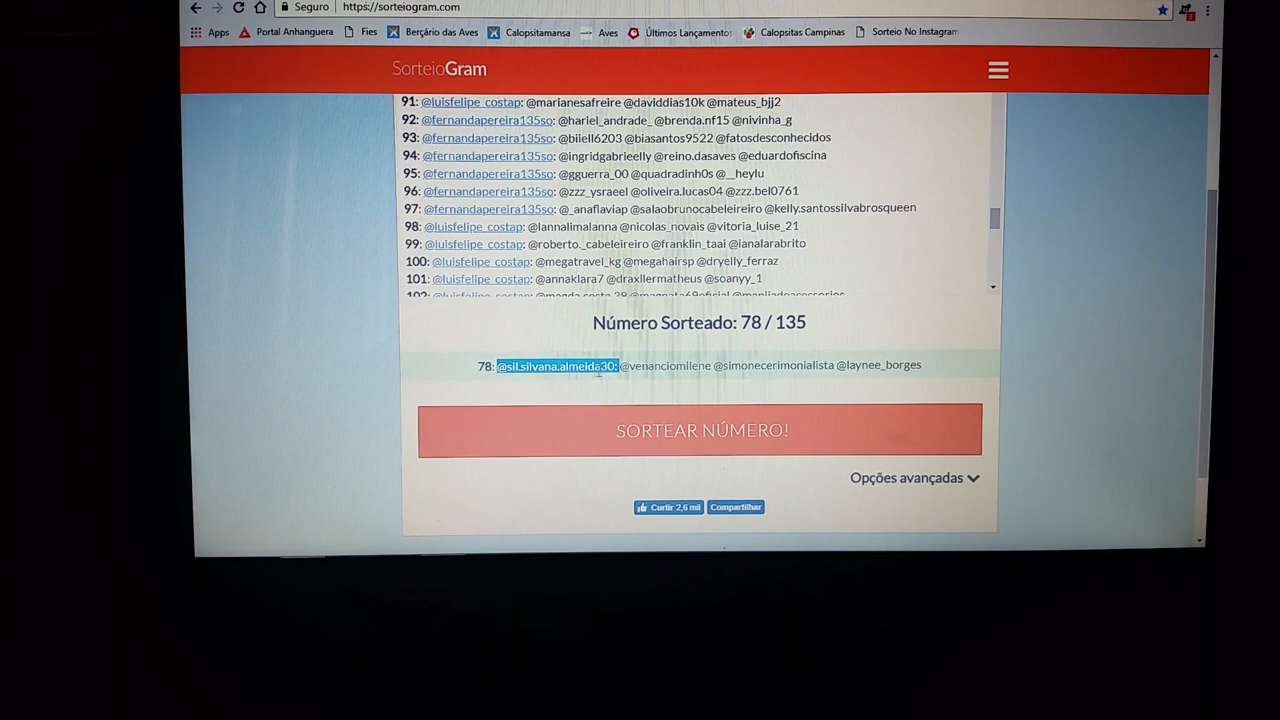 Seguro https://sorteiogram.com
Apps Portal Anhanguera Fies Berçário das Aves Calopsitamansa Aves Últimos Lançamento Calopsitas Campinas Sorteio No Instagram
SorteioGram
91: @luisfelipe_costap: @marianesafreire @daviddias10k @mateus_bjj2
92: @fernandapereira135so: @hariel_andrade_ @brenda.nf15 @nivinha_g
93: @fernandapereira135so: @biiell6203 @biasantos9522 @fatosdesconhecidos
94: @fernandapereira135so: @ingridgabrieelly @reino.dasaves @eduardofiscina
95: @fernandapereira135so: @gguerra_00 @quadradinh0s @__heylu
96: @fernandapereira135so: @zzz_ysraeel @oliveira.lucas04 @zzz.bel0761
97: @fernandapereira135so: @_anaflaviap @salaobrunocabeleireiro @kelly.santossilvabrosqueen
98: @luisfelipe_costap: @lannalimalanna @nicolas_novais @vitoria_luise_21
99: @luisfelipe_costap: @roberto._cabeleireiro @franklin_taai @ianalarabrito
100: @luisfelipe_costap: @megatravel_kg @megahairsp @dryelly_ferraz
101: @luisfelipe_costap: @annaklara7 @draxllermatheus @soanyy_1
102: @luisfelipe_costap:
Número Sorteado: 78 / 135
78: @sil.silvana.almeida30: @venanciomilene @simonecerimonialista @laynee_borges
SORTEAR NÚMERO!
Opções avançadas
Curtir 2,6 mil Compartilhar